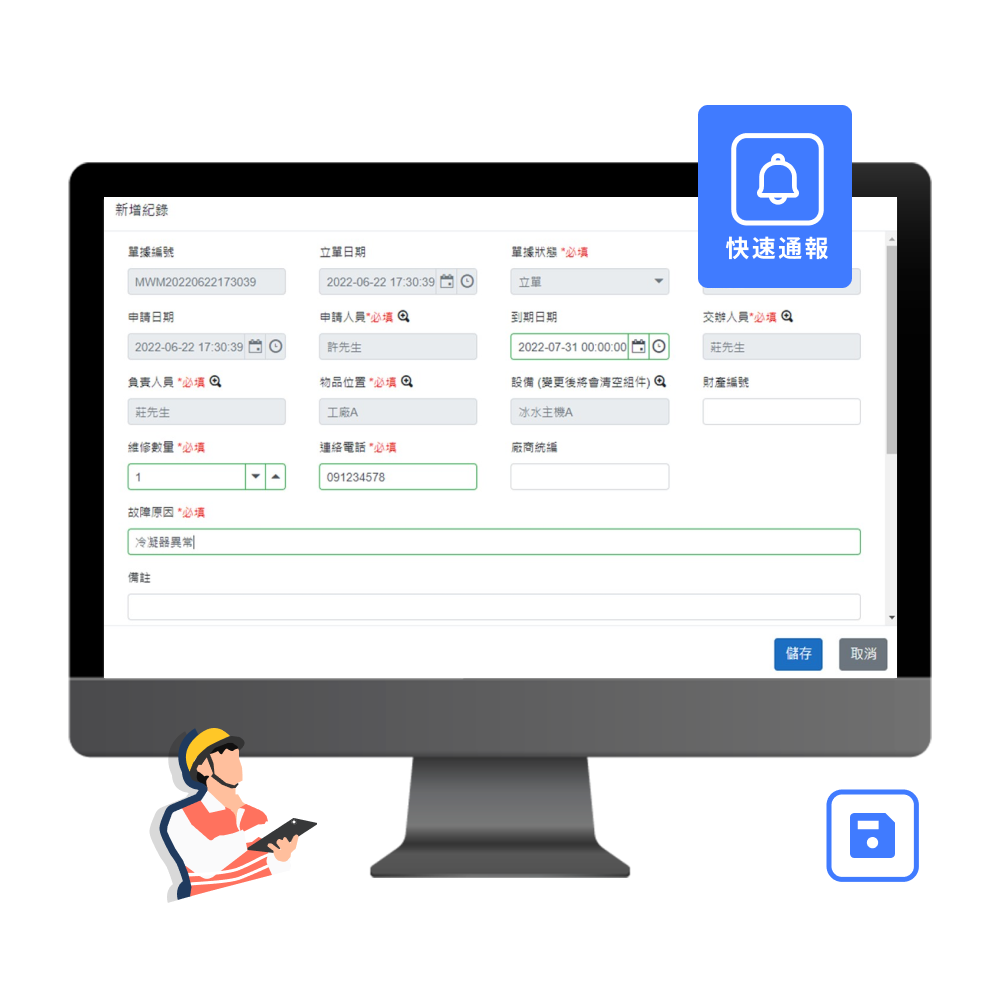 快速通報
新增紀錄
單據編號 立單日期 單據狀態 *必填
MWM20220622173039 2022-06-22 17:30:39 立單
申請日期 申請人員*必填 到期日期 交辦人員*必填
2022-06-22 17:30:39 許先生 2022-07-31 00:00:00 莊先生
負責人員 *必填 物品位置 *必填 設備 (變更後將會清空組件) 財產編號
莊先生 工廠A 冰水主機A
維修數量 *必填 連絡電話 *必填 廠商統編
1 091234578
故障原因 *必填
冷凝器異常
備註
儲存 取消